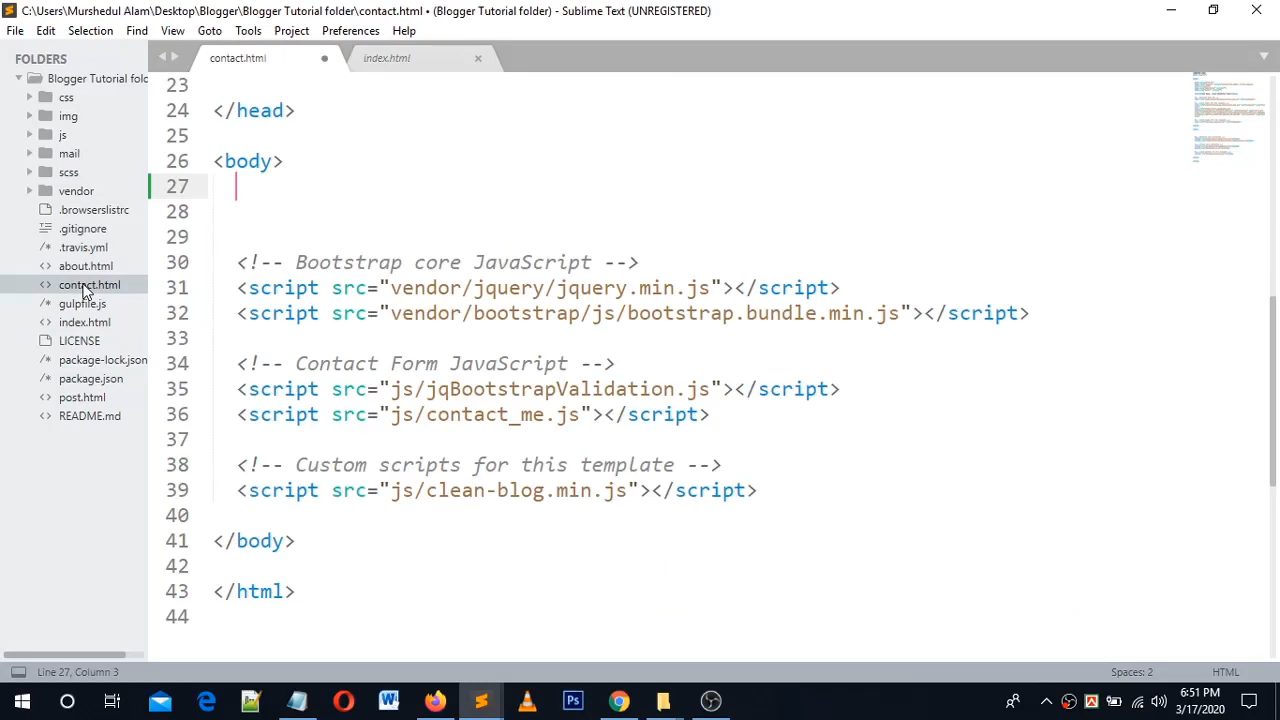 C:\Users\Murshedul Alam\Desktop\Blogger\Blogger Tutorial folder\contact.html • (Blogger Tutorial folder) - Sublime Text (UNREGISTERED)
File Edit Selection Find View Goto Tools Project Preferences Help
FOLDERS
Blogger Tutorial fold
css
img
js
mail
scss
vendor
.browserslistrc
.gitignore
.travis.yml
about.html
contact.html
gulpfile.js
index.html
LICENSE
package-lock.json
package.json
post.html
README.md
contact.html
index.html
23
24 </head>
25
26 <body>
27
28
29
30 <!-- Bootstrap core JavaScript -->
31 <script src="vendor/jquery/jquery.min.js"></script>
32 <script src="vendor/bootstrap/js/bootstrap.bundle.min.js"></script>
33
34 <!-- Contact Form JavaScript -->
35 <script src="js/jqBootstrapValidation.js"></script>
36 <script src="js/contact_me.js"></script>
37
38 <!-- Custom scripts for this template -->
39 <script src="js/clean-blog.min.js"></script>
40
41 </body>
42
43 </html>
44
Line 27, Column 3
Spaces: 2
HTML
6:51 PM
3/17/2020